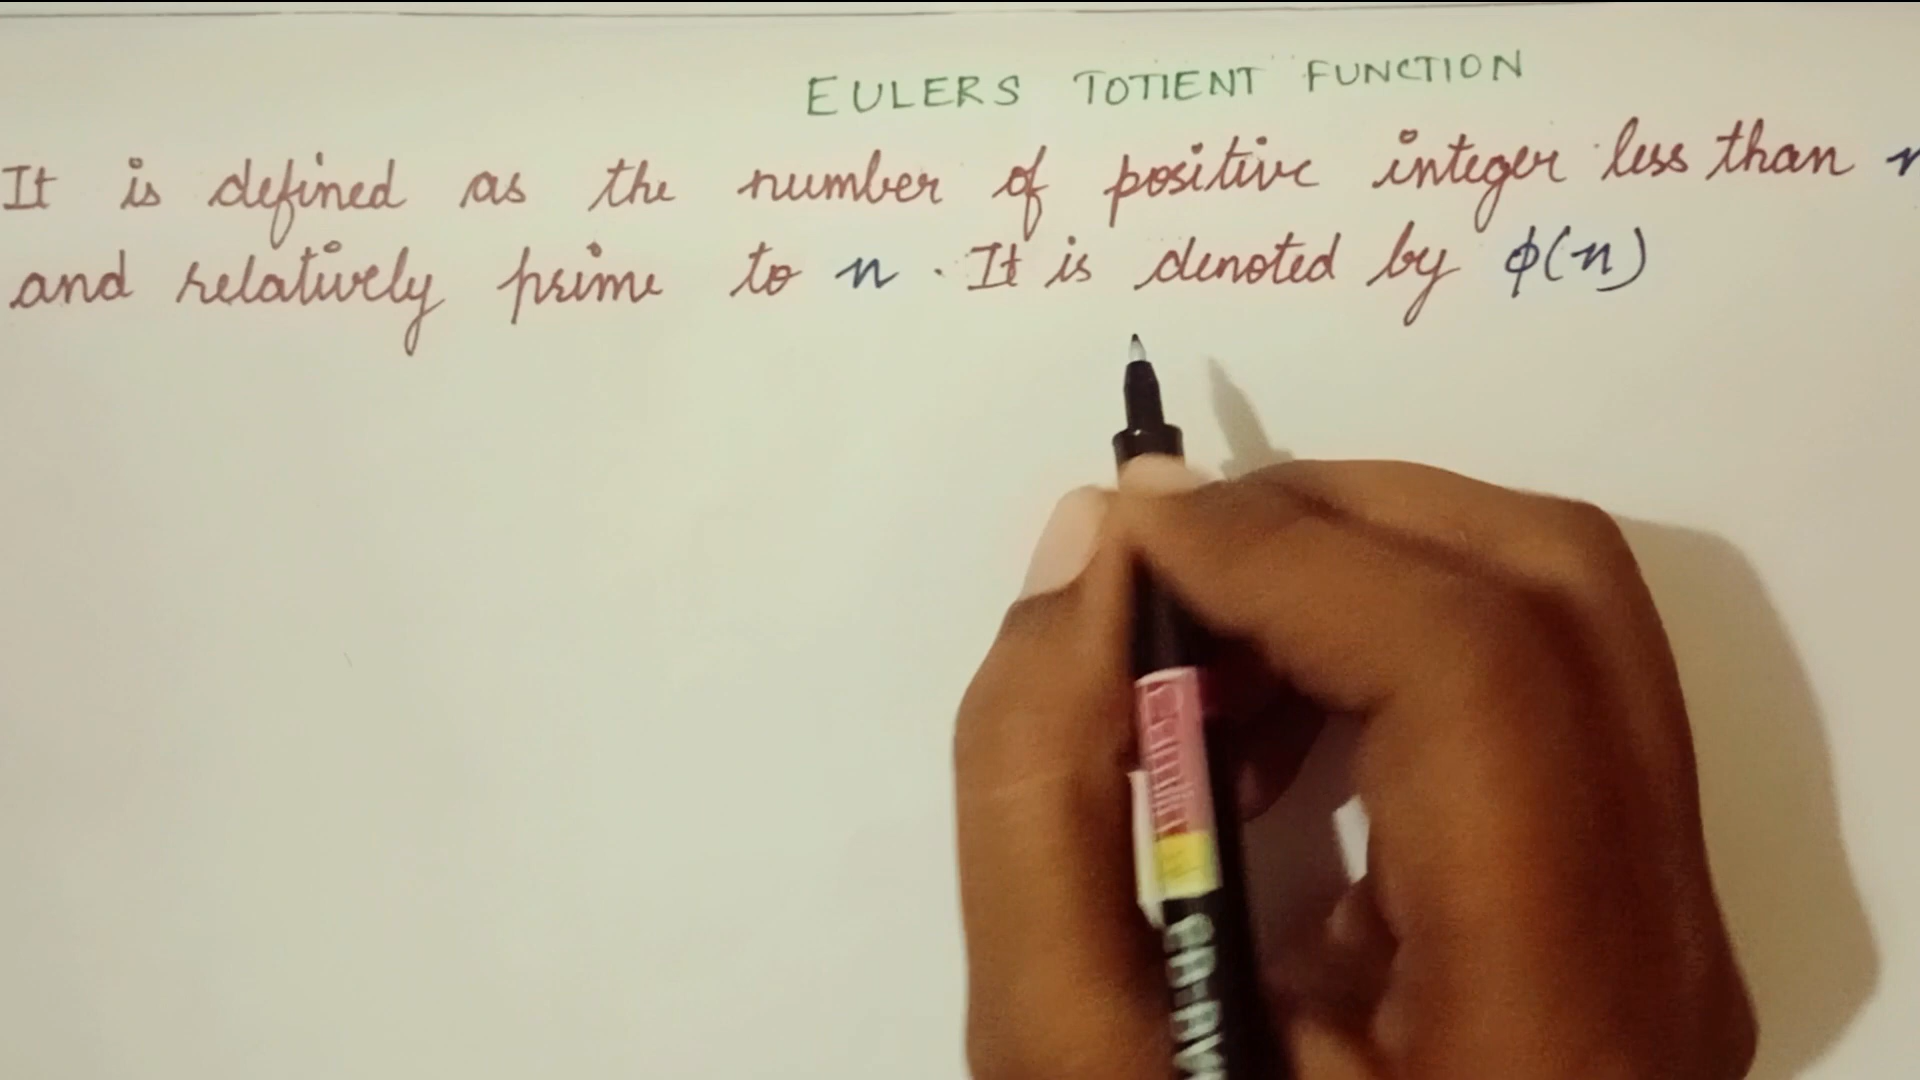 EULERS TOTIENT FUNCTION
It is defined as the number of positive integer less than n
and relatively prime to n. It is denoted by ϕ(n)